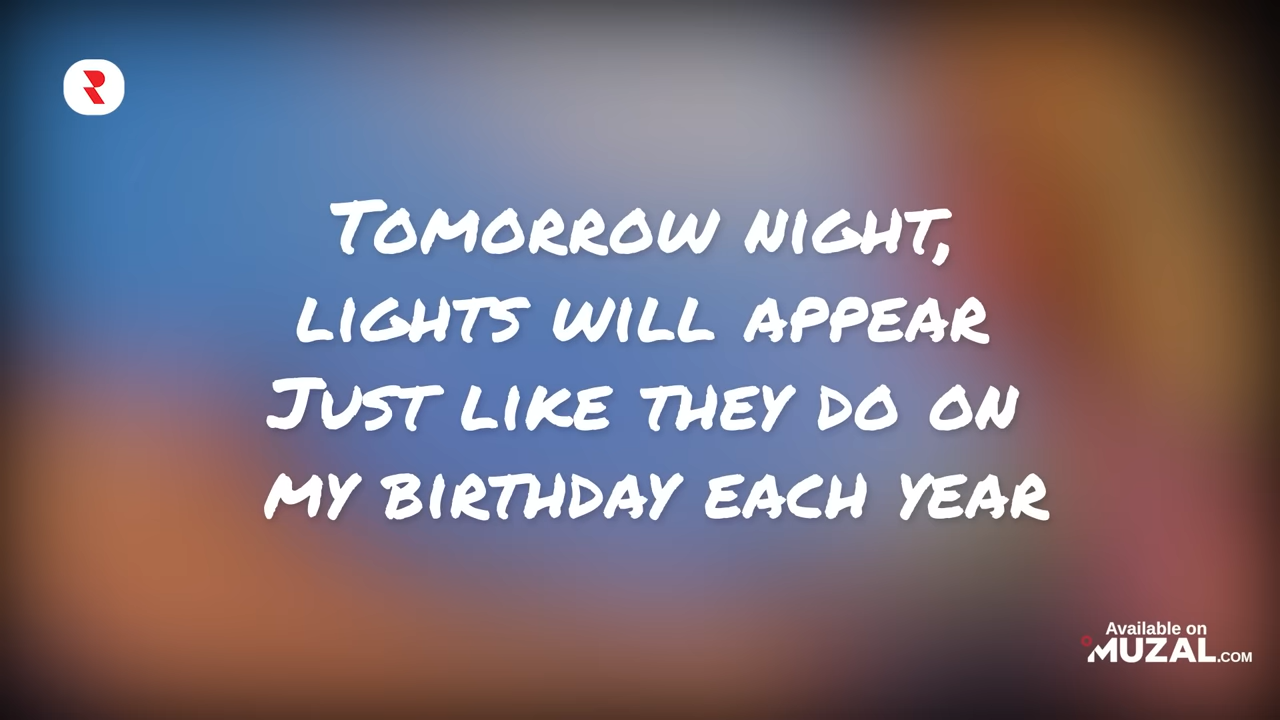 Tomorrow night,
lights will appear
Just like they do on
my birthday each year
Available on
MUZAL.COM